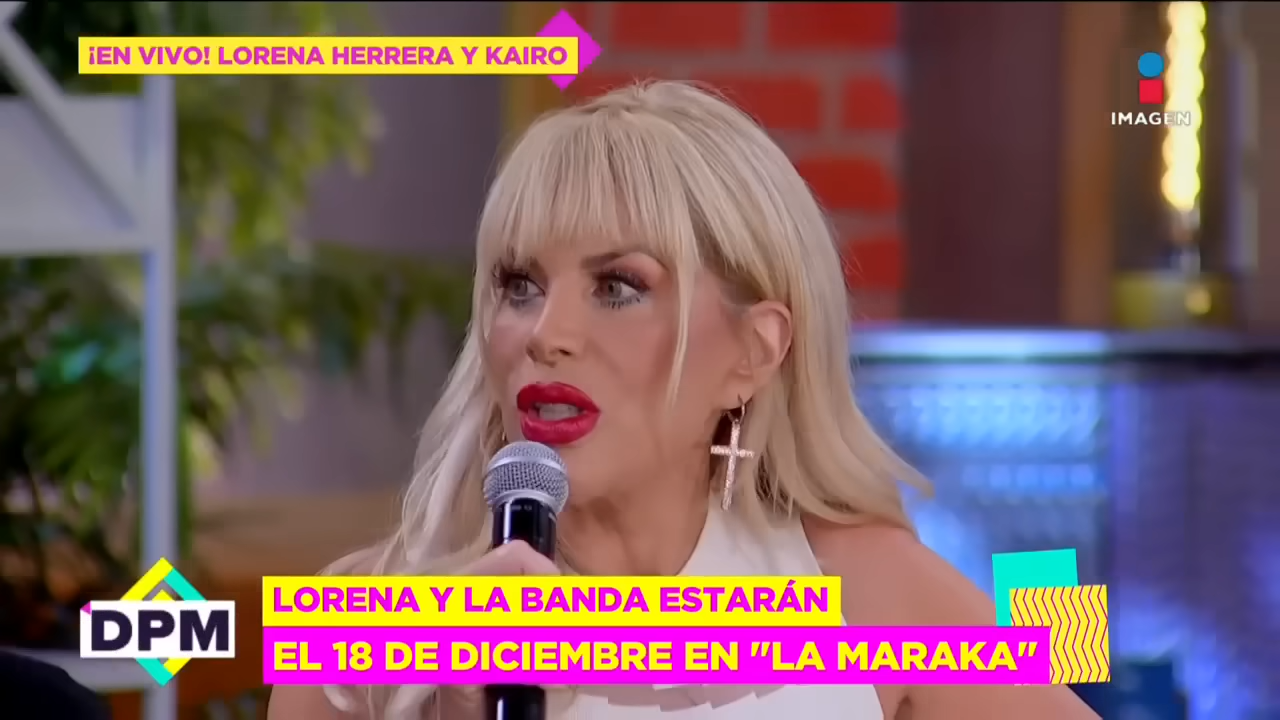 ¡EN VIVO! LORENA HERRERA Y KAIRO
IMAGEN
DPM
LORENA Y LA BANDA ESTARÁN
EL 18 DE DICIEMBRE EN "LA MARAKA"